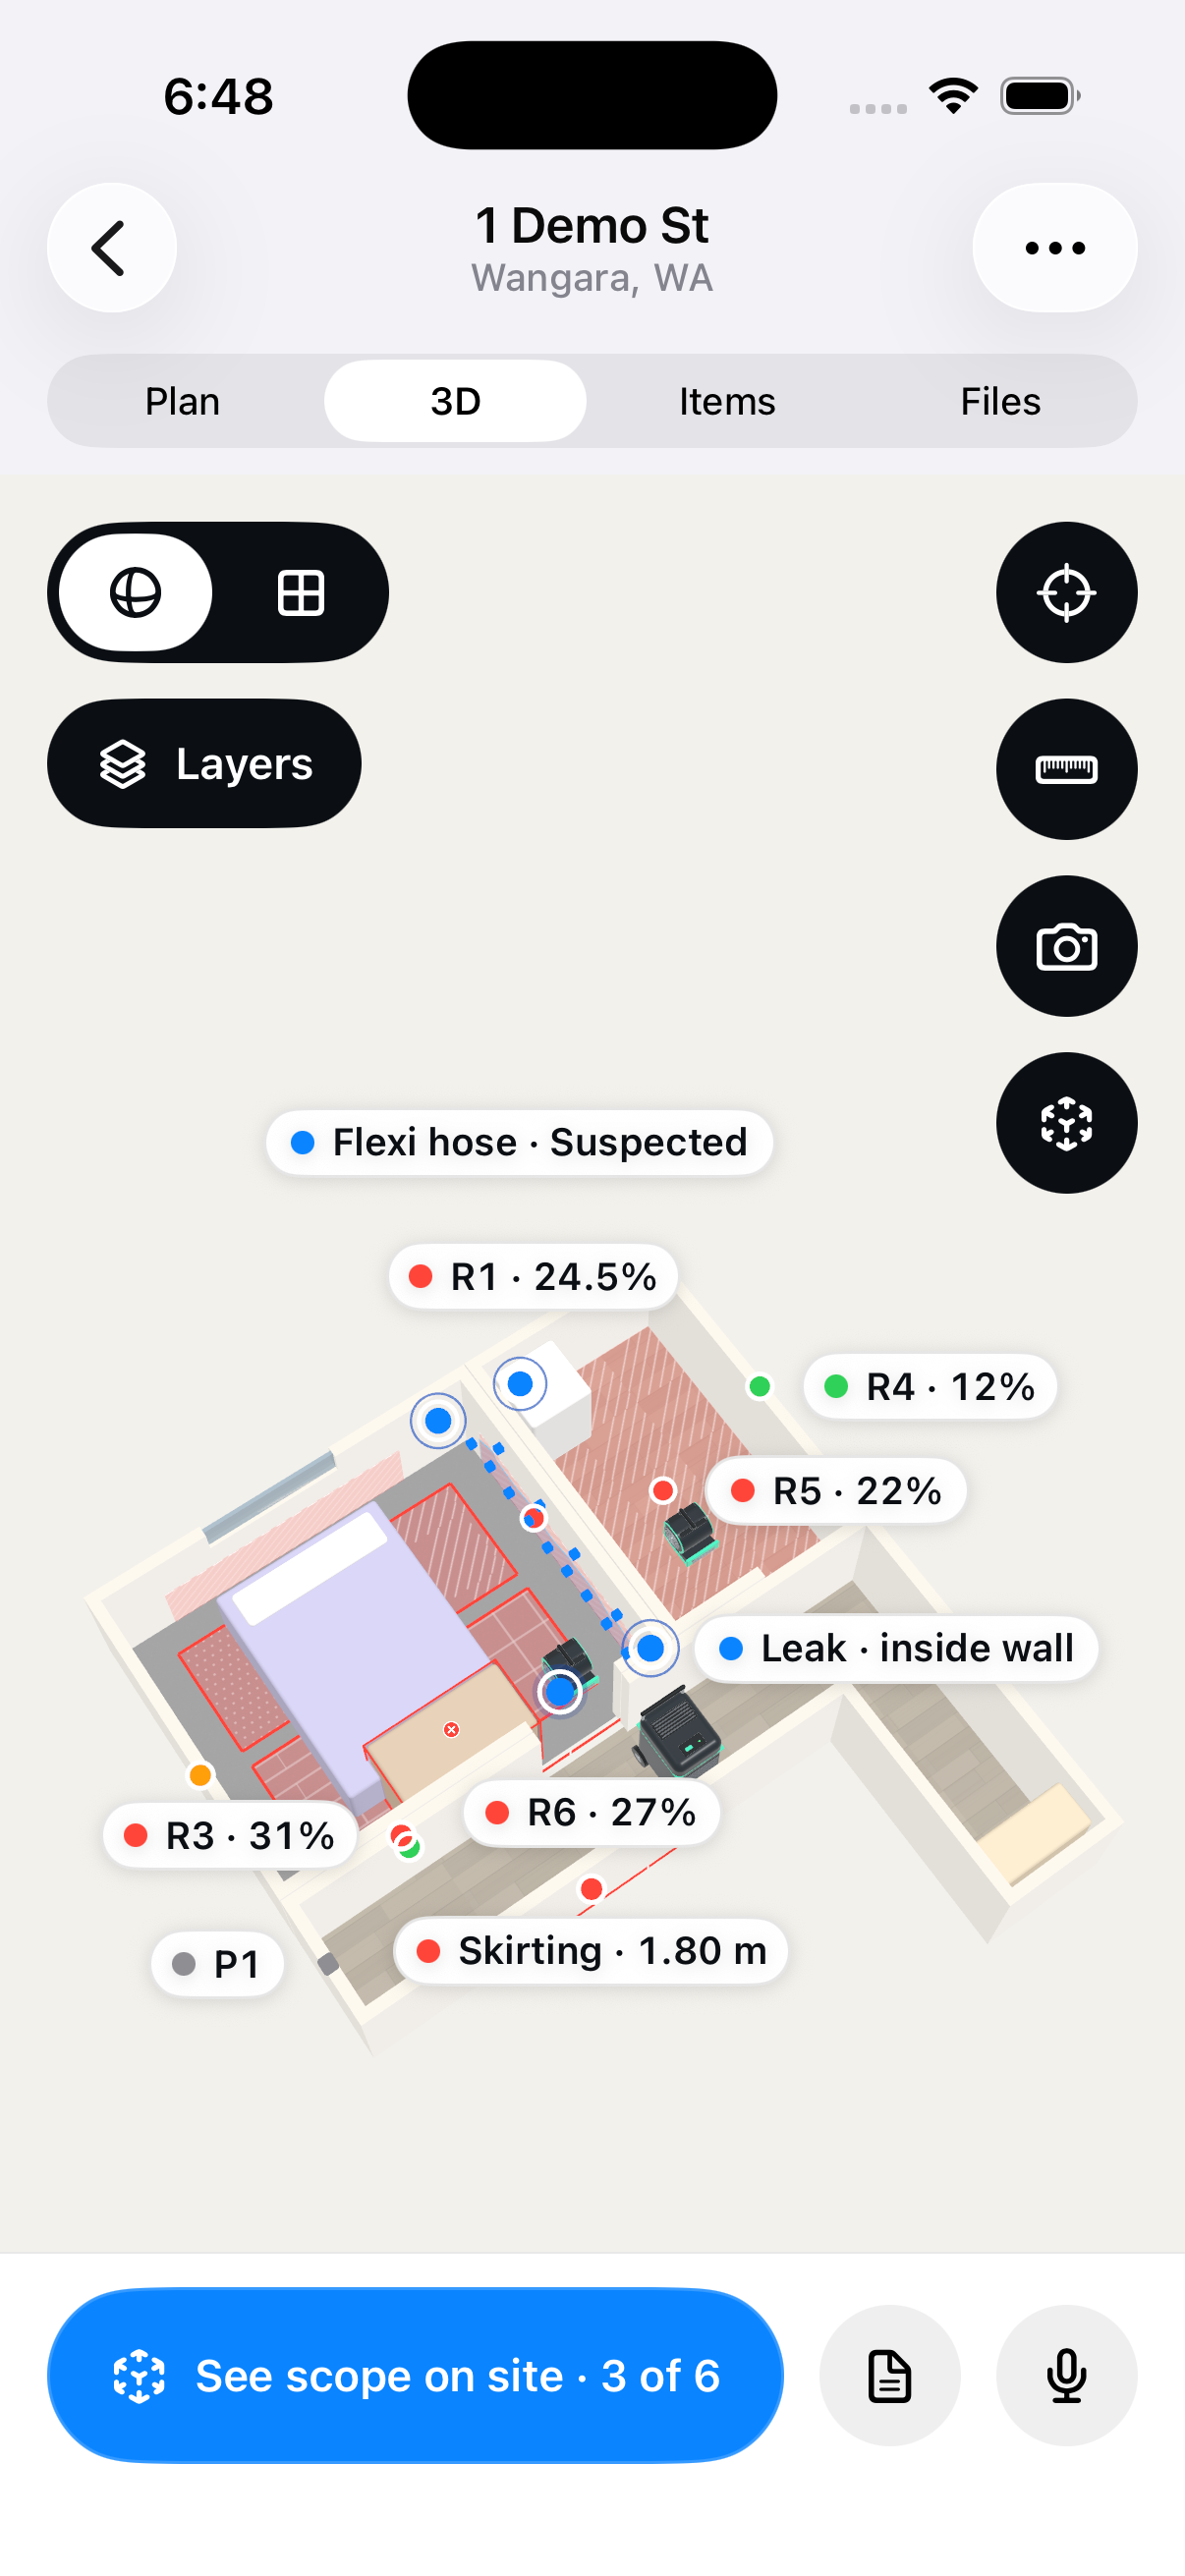 6:48
1 Demo St
Wangara, WA
Plan
3D
Items
Files
Layers
Flexi hose · Suspected
R1 · 24.5%
R4 · 12%
R5 · 22%
Leak · inside wall
R6 · 27%
R3 · 31%
Skirting · 1.80 m
P1
See scope on site · 3 of 6